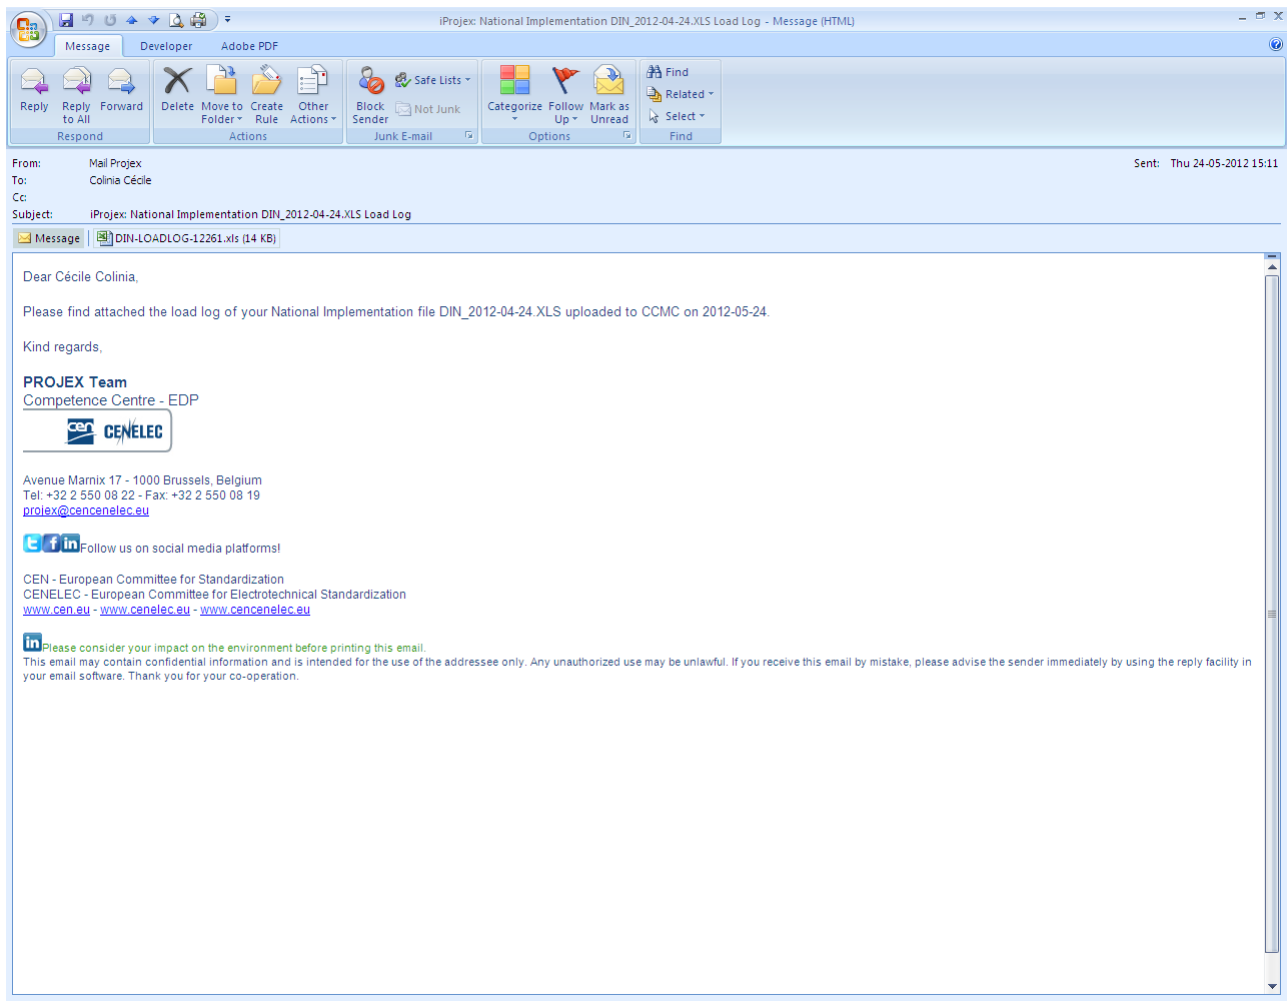 iProjex: National Implementation DIN_2012-04-24.XLS Load Log - Message (HTML)
Message Developer Adobe PDF
Reply Reply to All Forward Delete Move to Folder Create Rule Other Actions Block Sender Safe Lists Not Junk Categorize Follow Up Mark as Unread Find Related Select
Respond Actions Junk E-mail Options Find
From: Mail Projex Sent: Thu 24-05-2012 15:11
To: Colinia Cécile
Cc:
Subject: iProjex: National Implementation DIN_2012-04-24.XLS Load Log
Message DIN-LOADLOG-12261.xls (14 KB)
Dear Cécile Colinia,
Please find attached the load log of your National Implementation file DIN_2012-04-24.XLS uploaded to CCMC on 2012-05-24.
Kind regards,
PROJEX Team
Competence Centre - EDP
cen CENELEC
Avenue Marnix 17 - 1000 Brussels, Belgium
Tel: +32 2 550 08 22 - Fax: +32 2 550 08 19
projex@cencenelec.eu
Follow us on social media platforms!
CEN - European Committee for Standardization
CENELEC - European Committee for Electrotechnical Standardization
www.cen.eu - www.cenelec.eu - www.cencenelec.eu
in Please consider your impact on the environment before printing this email.
This email may contain confidential information and is intended for the use of the addressee only. Any unauthorized use may be unlawful. If you receive this email by mistake, please advise the sender immediately by using the reply facility in
your email software. Thank you for your co-operation.